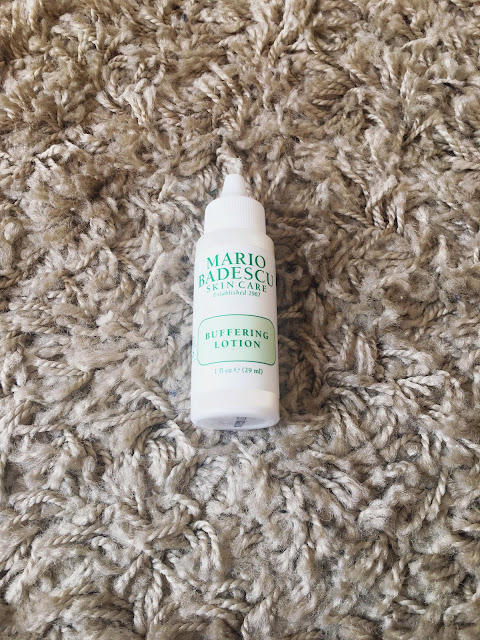 MARIO
BADESCU
SKIN CARE
Established 1967
BUFFERING
LOTION
1 fl oz e (29 ml)